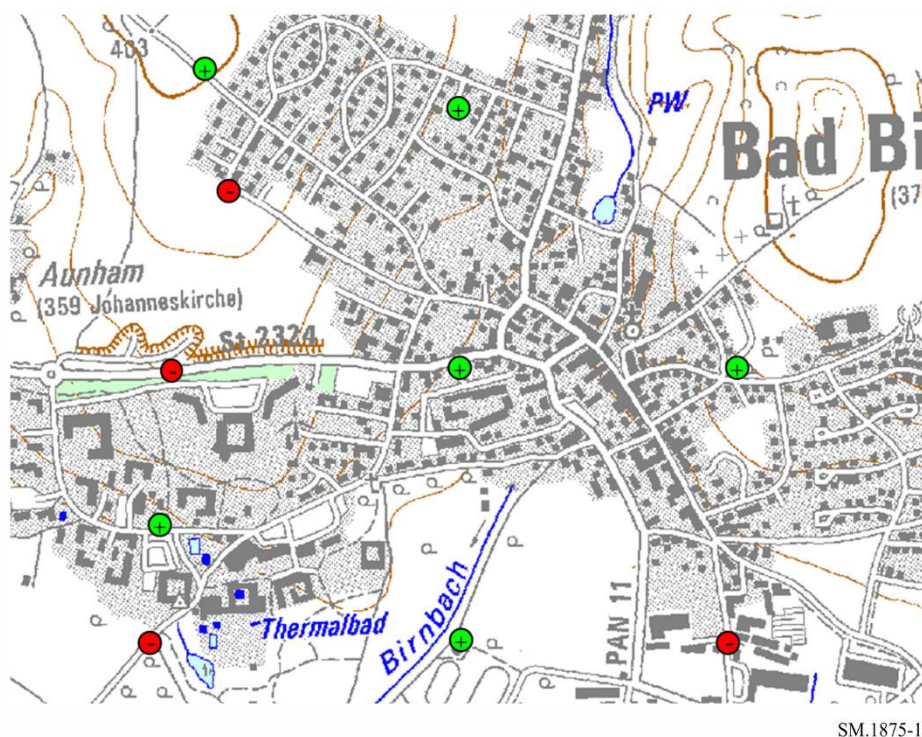 403
PW
Bad Bi
(37
Aunham
(359 Johanneskirche)
St 2324
Birnbach
Thermalbad
PAN 11
SM.1875-1